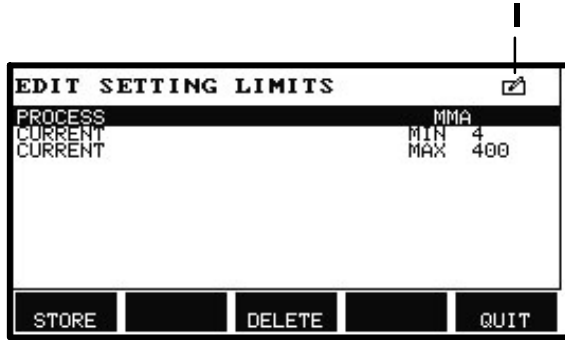 I
EDIT SETTING LIMITS
PROCESS MMA
CURRENT MIN 4
CURRENT MAX 400
STORE DELETE QUIT